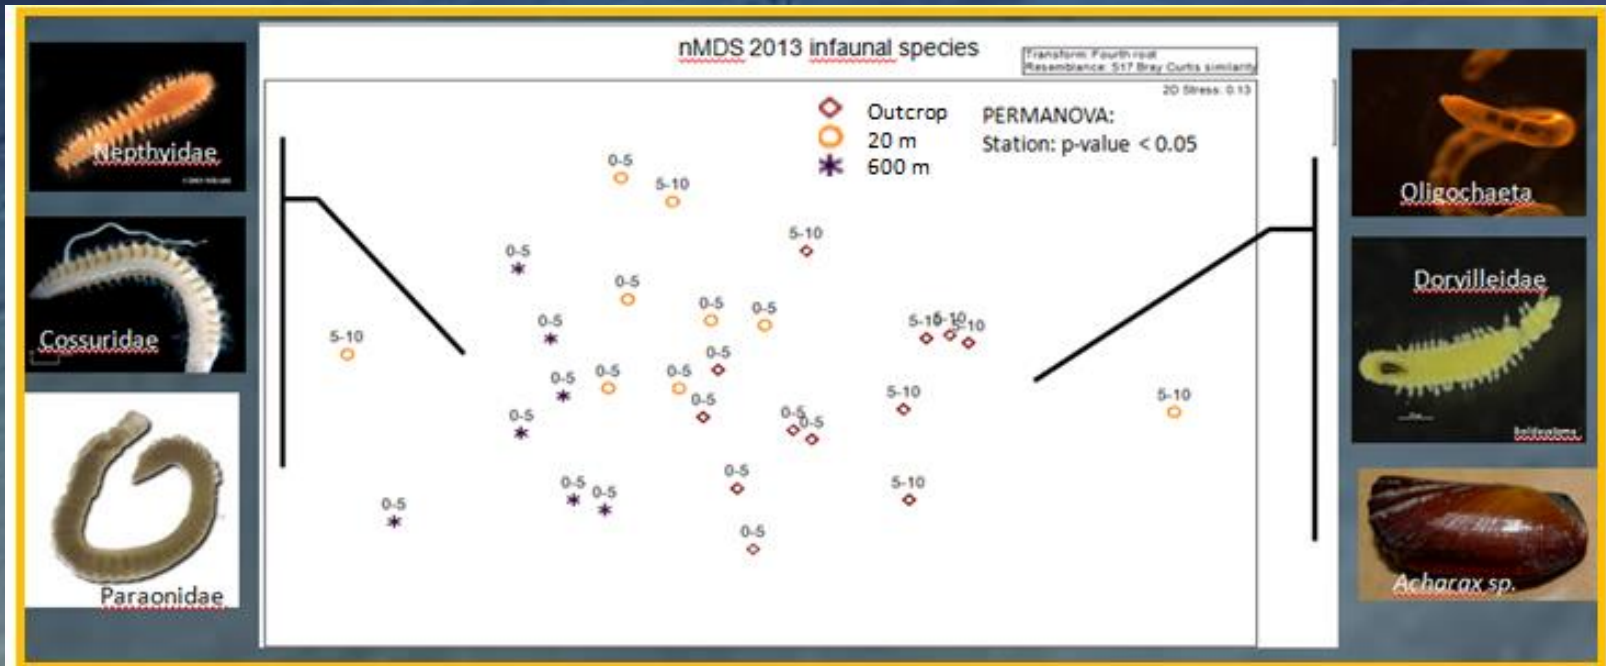 nMDS 2013 infaunal species
Transform: Fourth root
Resemblance: S17 Bray Curtis similarity
2D Stress: 0.13
Outcrop
20 m
600 m
PERMANOVA:
Station: p-value < 0.05
Nepthyidae
Cossuridae
Paraonidae
Oligochaeta
Dorvilleidae
Acharax sp.
0-5
5-10
5-10
0-5
0-5
0-5
0-5
0-5
5-10
5-10
5-10
5-10
0-5
0-5
0-5
0-5
0-5
5-10
5-10
0-5
0-5
0-5
0-5
0-5
5-10
0-5
0-5
0-5
0-5